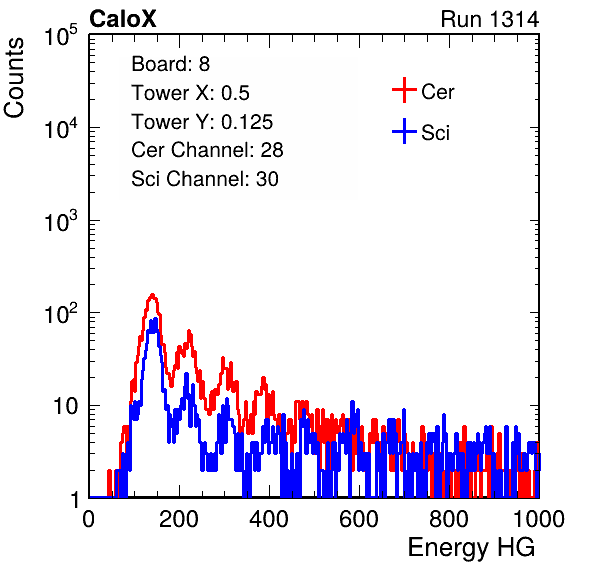 CaloX Run 1314
Counts
10^5
10^4
10^3
10^2
10
1
Board: 8
Tower X: 0.5
Tower Y: 0.125
Cer Channel: 28
Sci Channel: 30
Cer
Sci
0 200 400 600 800 1000
Energy HG